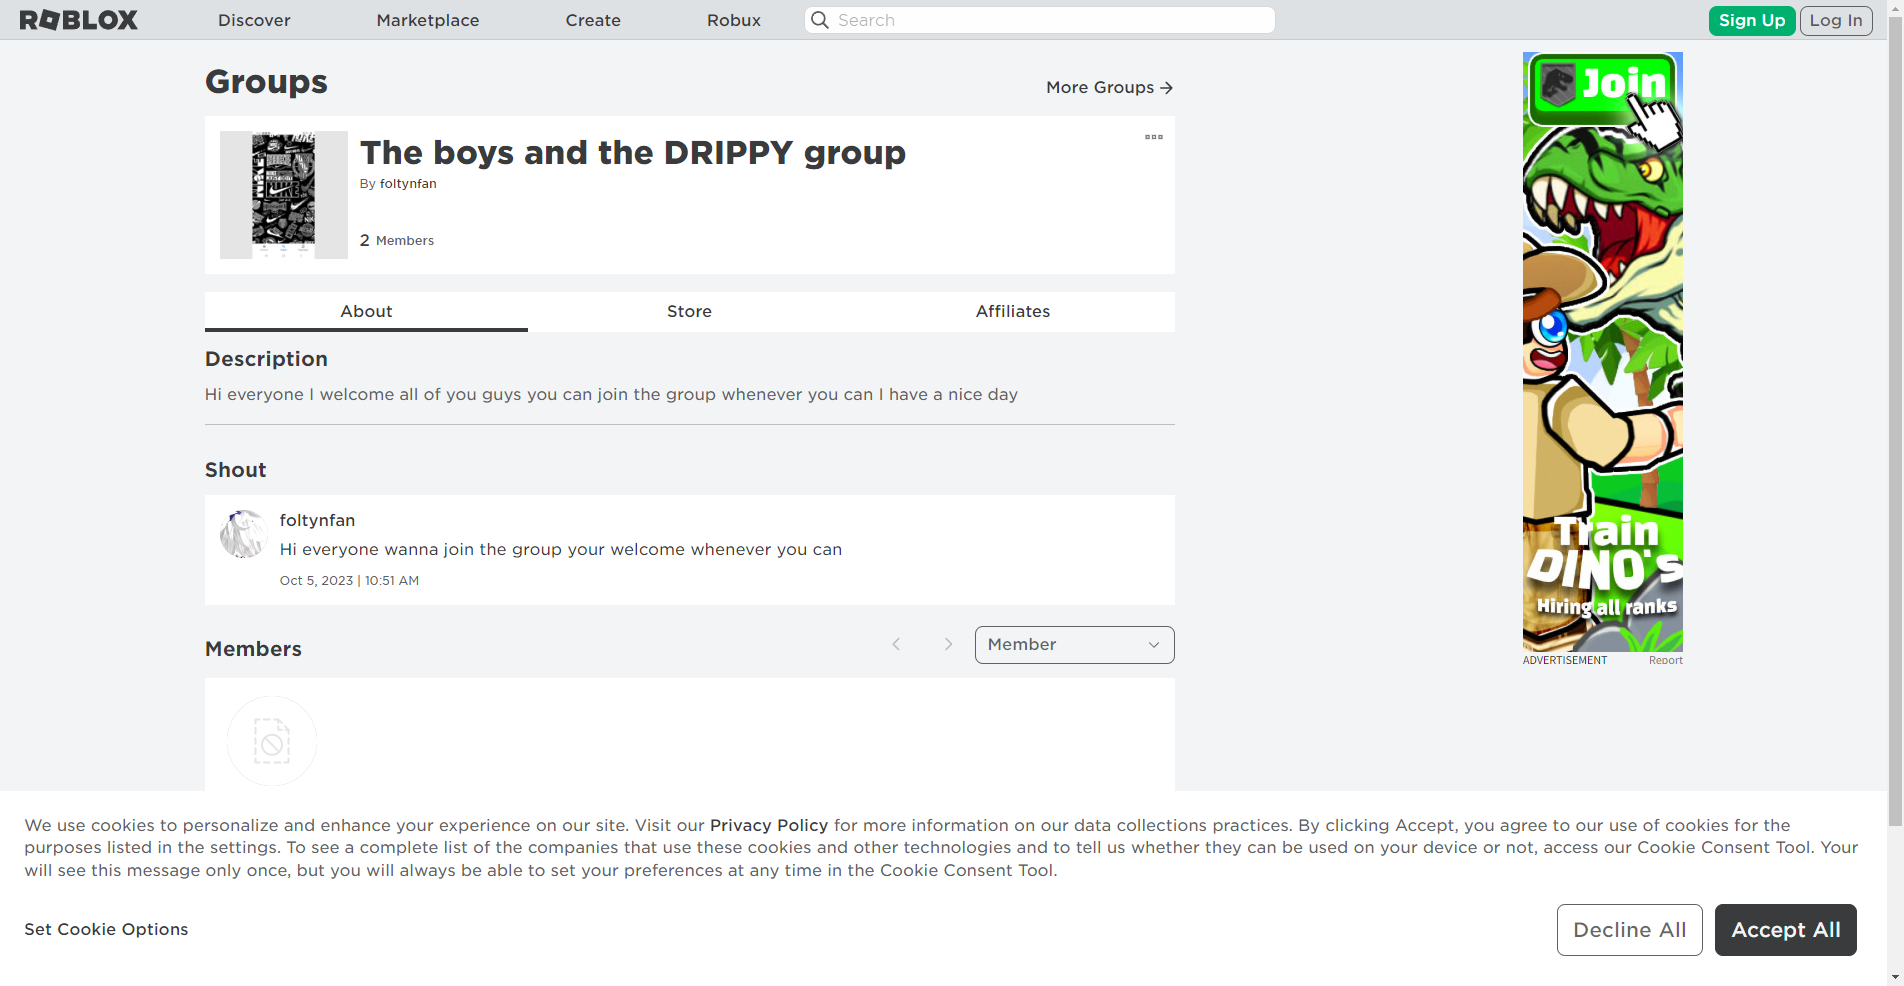 ROBLOX Discover Marketplace Create Robux Search Sign Up Log In
Groups
More Groups →
The boys and the DRIPPY group
By foltynfan
2 Members
NIKE
About Store Affiliates
Description
Hi everyone I welcome all of you guys you can join the group whenever you can I have a nice day
Shout
foltynfan
Hi everyone wanna join the group your welcome whenever you can
Oct 5, 2023 | 10:51 AM
Members
Member
Join
Train
DINO's
Hiring all ranks
ADVERTISEMENT Report
We use cookies to personalize and enhance your experience on our site. Visit our Privacy Policy for more information on our data collections practices. By clicking Accept, you agree to our use of cookies for the
purposes listed in the settings. To see a complete list of the companies that use these cookies and other technologies and to tell us whether they can be used on your device or not, access our Cookie Consent Tool. Your
will see this message only once, but you will always be able to set your preferences at any time in the Cookie Consent Tool.
Set Cookie Options
Decline All Accept All